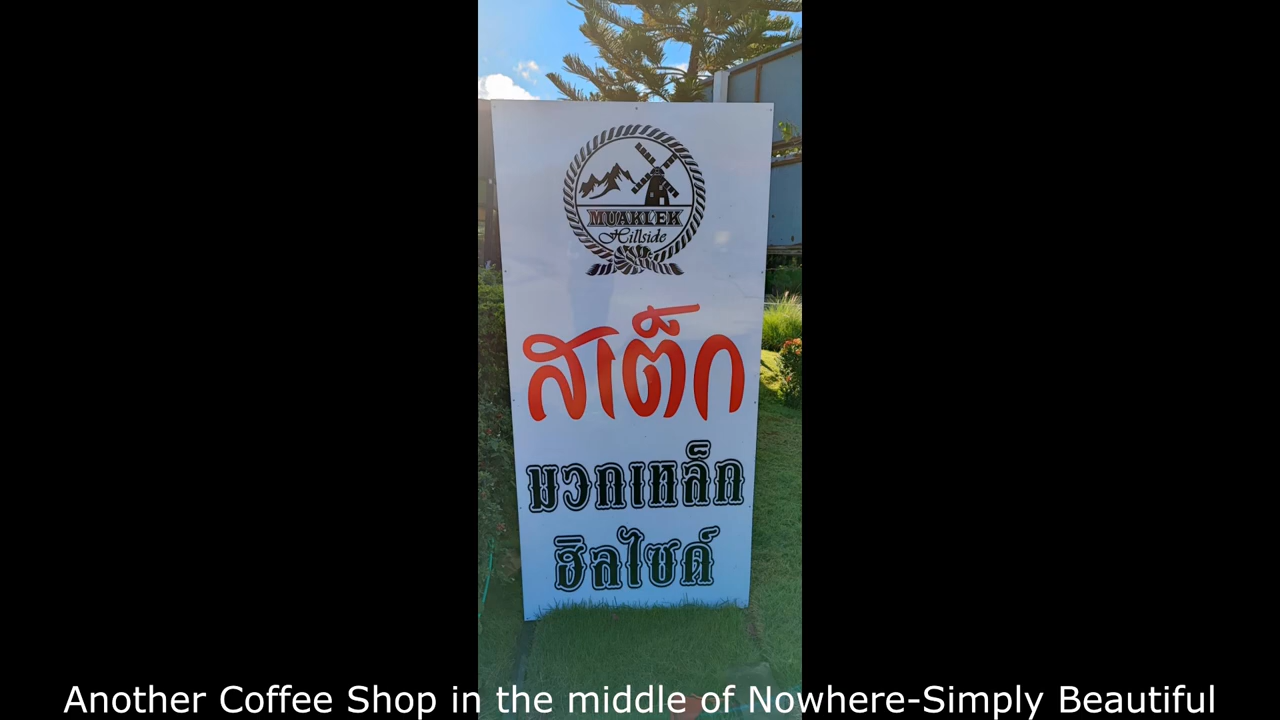 MUAKLEK
Hillside
สเต็ก
มวกเหล็ก
ฮิลไซด์
Another Coffee Shop in the middle of Nowhere-Simply Beautiful